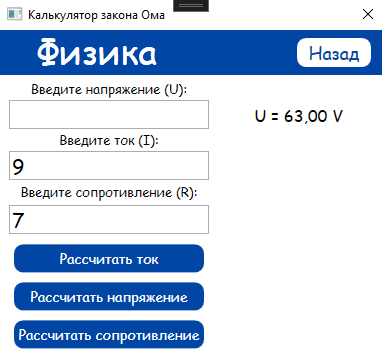 Калькулятор закона Ома
Физика
Назад
Введите напряжение (U):
U = 63,00 V
Введите ток (I):
9
Введите сопротивление (R):
7
Рассчитать ток
Рассчитать напряжение
Рассчитать сопротивление